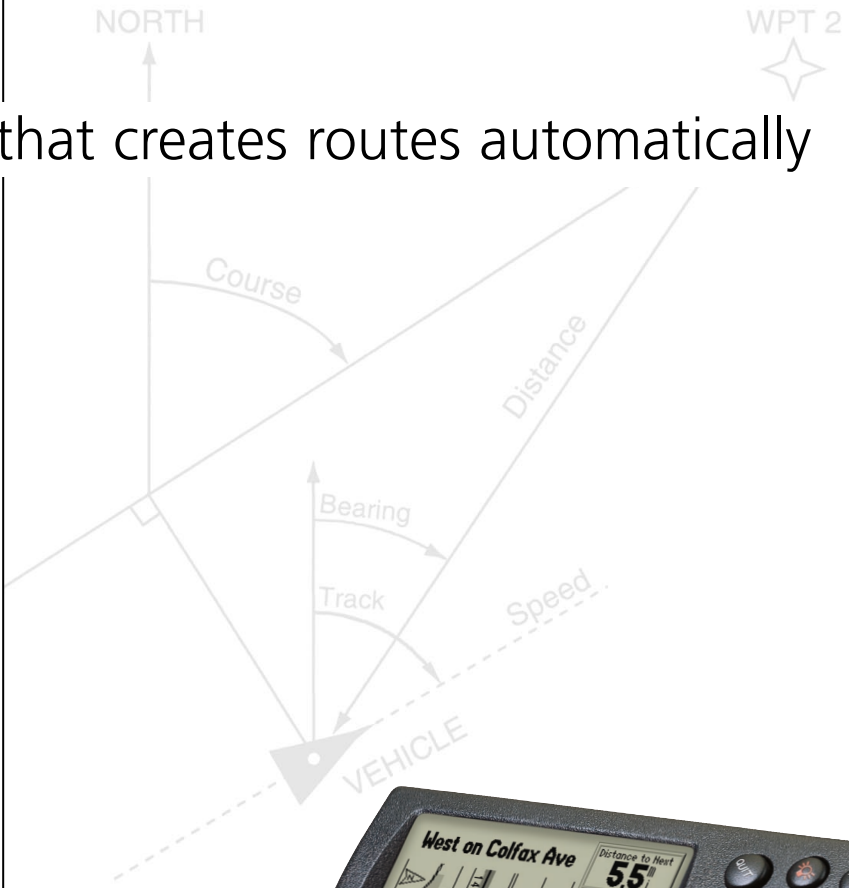 NORTH
WPT 2
that creates routes automatically
Course
Distance
Bearing
Track
Speed
VEHICLE
West on Colfax Ave
Distance to Next
5.5
QUIT
N